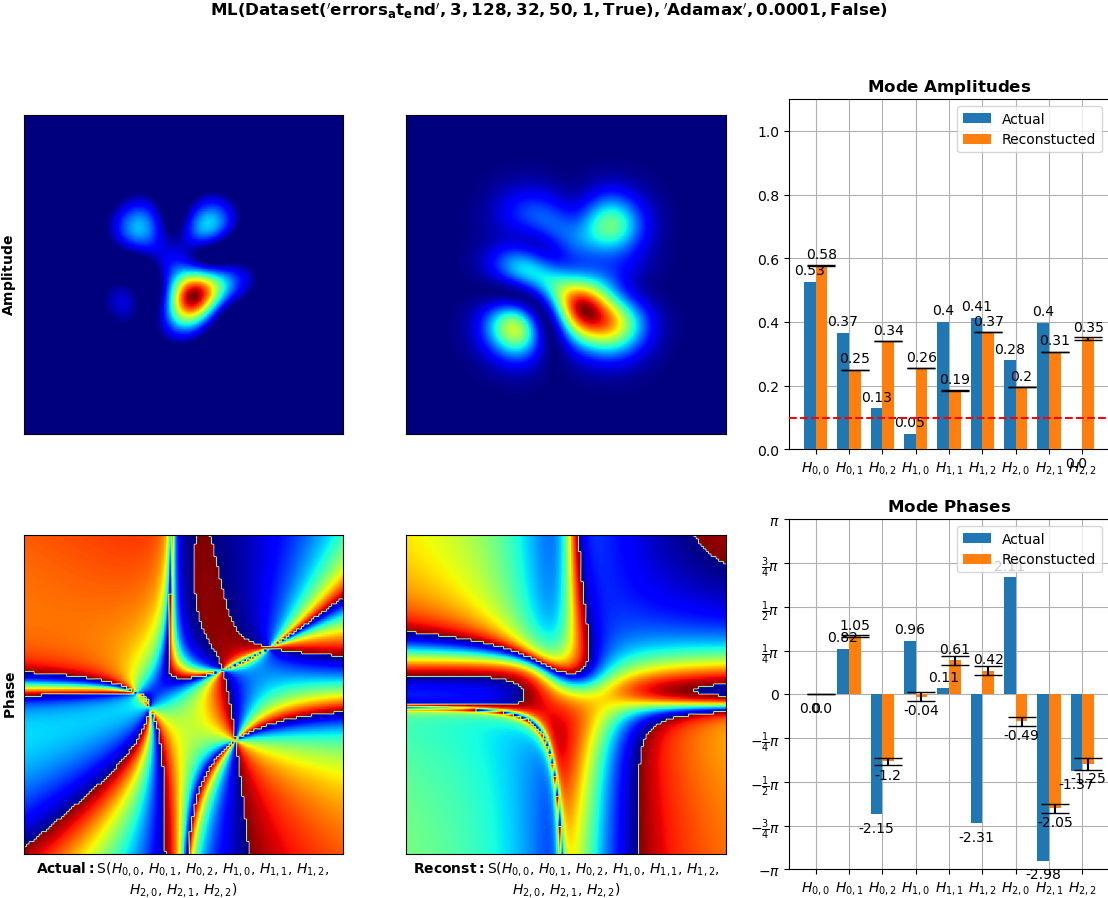 ML(Dataset('errors_at_end', 3, 128, 32, 50, 1, True), 'Adamax', 0.0001, False)
Amplitude
Mode Amplitudes
Actual
Reconstucted
1.0
0.8
0.6
0.4
0.2
0.0
0.53 0.58
0.37 0.25
0.13 0.34
0.05 0.26
0.4 0.19
0.41 0.37
0.28 0.2
0.4 0.31
0.0 0.35
H0,0 H0,1 H0,2 H1,0 H1,1 H1,2 H2,0 H2,1 H2,2
Phase
Mode Phases
Actual
Reconstucted
π
3/4π
1/2π
1/4π
0
−1/4π
−1/2π
−3/4π
−π
0.0 0.0
0.82 1.05
-2.15 -1.2
0.96 -0.04
0.11 0.61
-2.31 0.42
2.11 -0.49
-2.98 -2.05
-1.37 -1.25
H0,0 H0,1 H0,2 H1,0 H1,1 H1,2 H2,0 H2,1 H2,2
Actual: S(H0,0, H0,1, H0,2, H1,0, H1,1, H1,2,
H2,0, H2,1, H2,2)
Reconst: S(H0,0, H0,1, H0,2, H1,0, H1,1, H1,2,
H2,0, H2,1, H2,2)